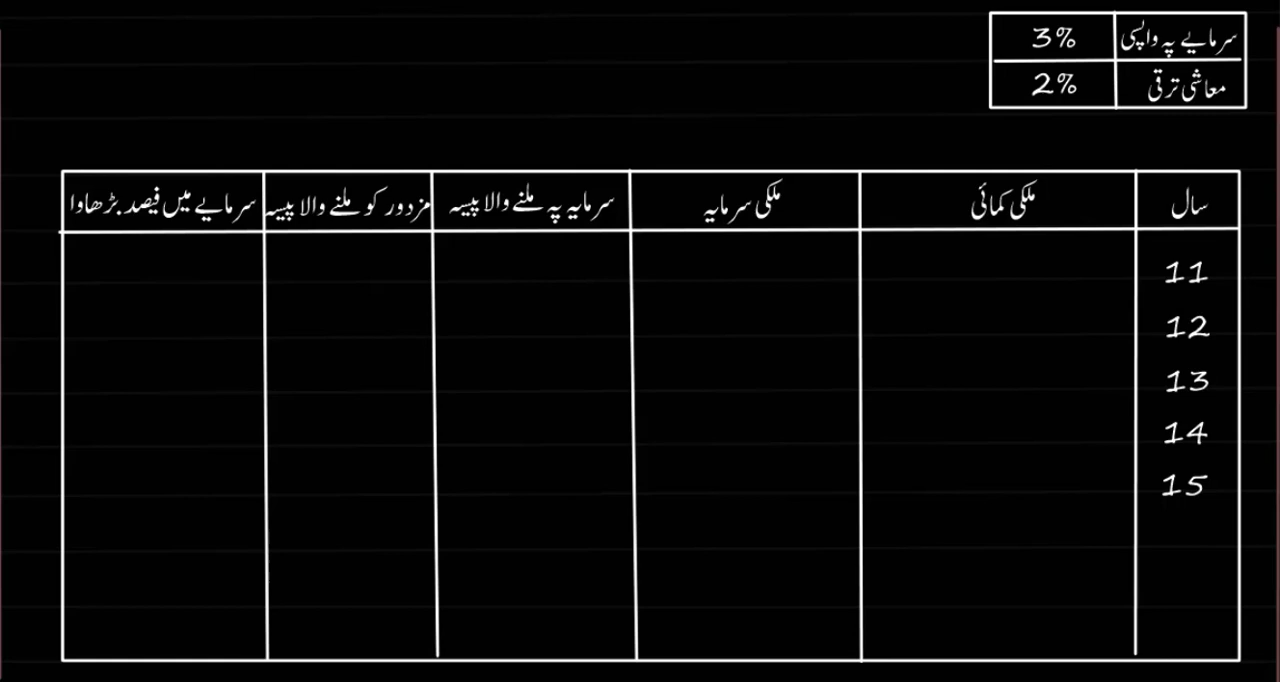 سرمایے پہ واپسی 3%
معاشی ترقی 2%
سال ملکی کمائی ملکی سرمایہ سرمایہ پہ ملنے والا پیسہ مزدور کو ملنے والا پیسہ سرمایے میں فیصد بڑھاوا
11
12
13
14
15